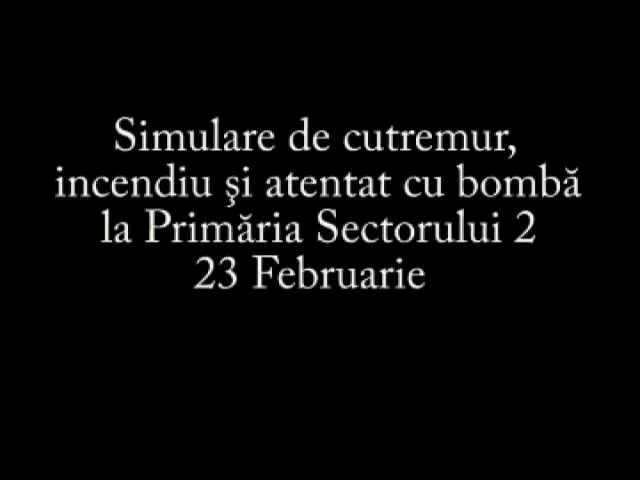 Simulare de cutremur,
incendiu şi atentat cu bombă
la Primăria Sectorului 2
23 Februarie